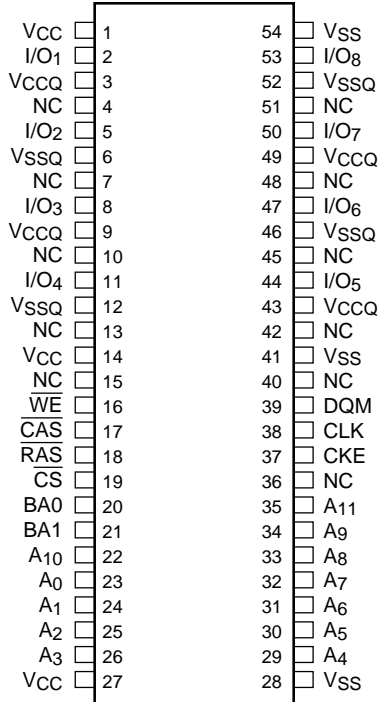 VCC 1 54 VSS
I/O1 2 53 I/O8
VCCQ 3 52 VSSQ
NC 4 51 NC
I/O2 5 50 I/O7
VSSQ 6 49 VCCQ
NC 7 48 NC
I/O3 8 47 I/O6
VCCQ 9 46 VSSQ
NC 10 45 NC
I/O4 11 44 I/O5
VSSQ 12 43 VCCQ
NC 13 42 NC
VCC 14 41 VSS
NC 15 40 NC
W̅E̅ 16 39 DQM
C̅A̅S̅ 17 38 CLK
R̅A̅S̅ 18 37 CKE
C̅S̅ 19 36 NC
BA0 20 35 A11
BA1 21 34 A9
A10 22 33 A8
A0 23 32 A7
A1 24 31 A6
A2 25 30 A5
A3 26 29 A4
VCC 27 28 VSS